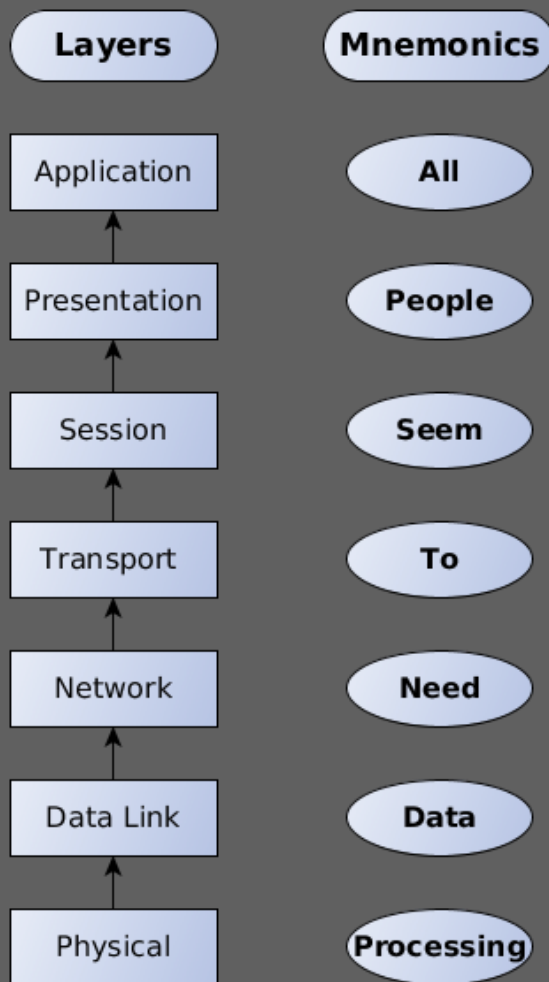 Layers Mnemonics
Application All
Presentation People
Session Seem
Transport To
Network Need
Data Link Data
Physical Processing